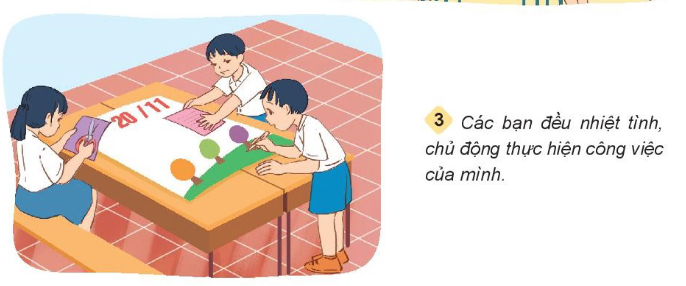 20/11
3 Các bạn đều nhiệt tình,
chủ động thực hiện công việc
của mình.